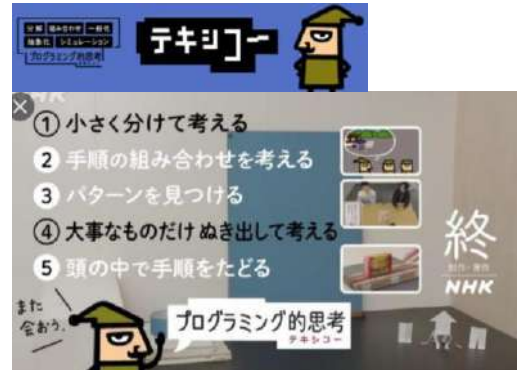 分解 組み合わせ 一般化
抽象化 シミュレーション
プログラミング的思考
テキシコー
NHK
① 小さく分けて考える
② 手順の組み合わせを考える
③ パターンを見つける
④ 大事なものだけ ぬき出して考える
⑤ 頭の中で手順をたどる
終
制作・著作
NHK
また
会おう。
プログラミング的思考
テキシコー